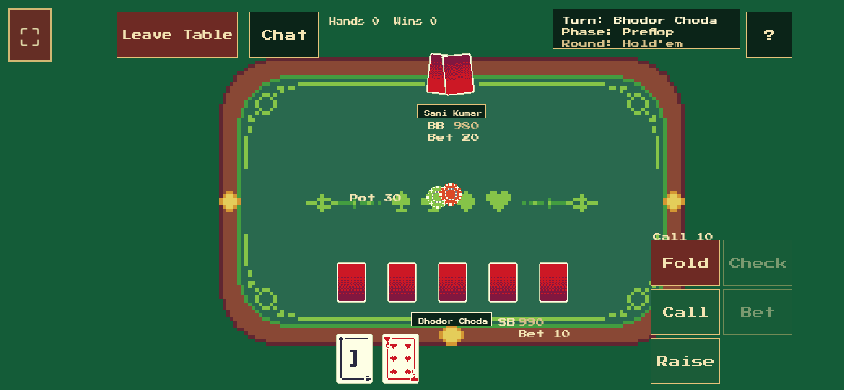 Leave Table
Chat
Hands 0 Wins 0
Turn: Bhodor Choda
Phase: Preflop
Round: Hold'em
?
Sani Kumar
BB 980
Bet 20
Pot 30
Call 10
Fold
Check
Call
Bet
Raise
Bhodor Choda
SB 990
Bet 10
J